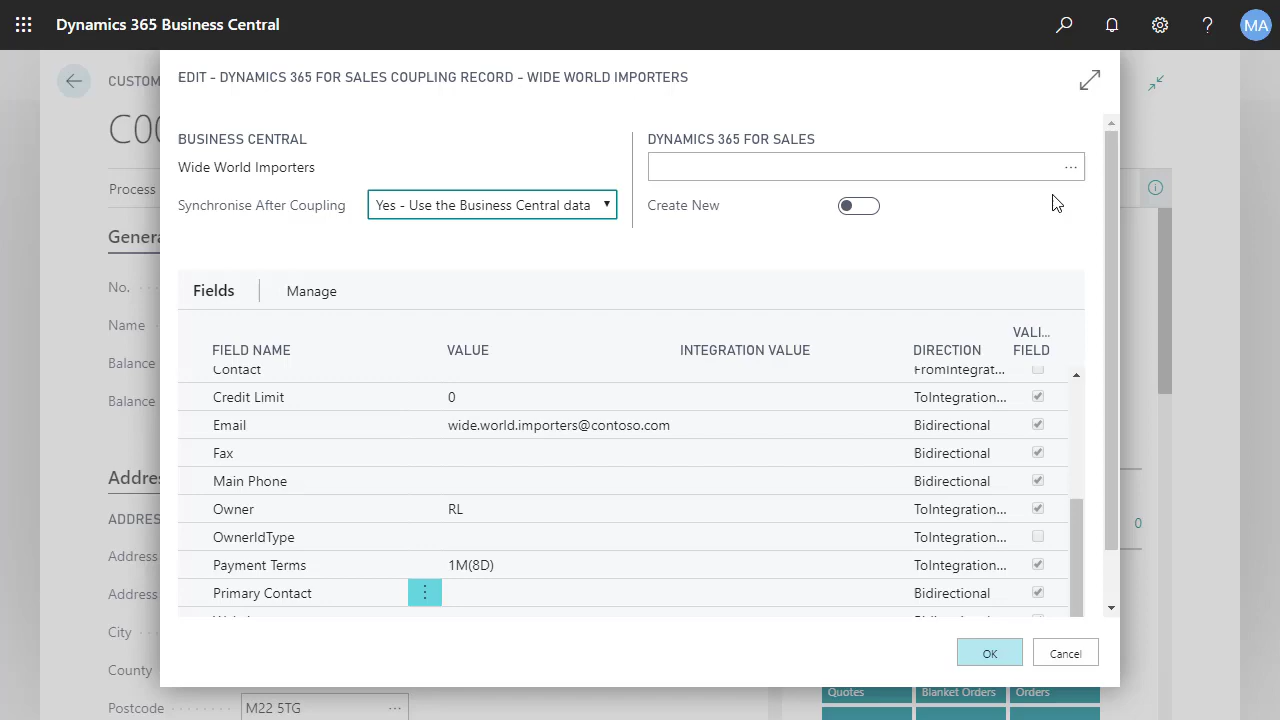 Dynamics 365 Business Central
MA
CUSTOM
EDIT - DYNAMICS 365 FOR SALES COUPLING RECORD - WIDE WORLD IMPORTERS
C00
Process
BUSINESS CENTRAL
DYNAMICS 365 FOR SALES
Wide World Importers
Synchronise After Coupling
Yes - Use the Business Central data
Create New
Genera
No.
Name
Balance
Balance
Fields
Manage
FIELD NAME
VALUE
INTEGRATION VALUE
DIRECTION
VALI...
FIELD
Contact
FromIntegrat...
Credit Limit
0
ToIntegration...
Email
wide.world.importers@contoso.com
Bidirectional
Fax
Bidirectional
Main Phone
Bidirectional
Owner
RL
ToIntegration...
OwnerIdType
ToIntegration...
Payment Terms
1M(8D)
ToIntegration...
Primary Contact
Bidirectional
OK
Cancel
Addres
ADDRES
0
Address
Address
City
County
Postcode
M22 5TG
Quotes
Blanket Orders
Orders